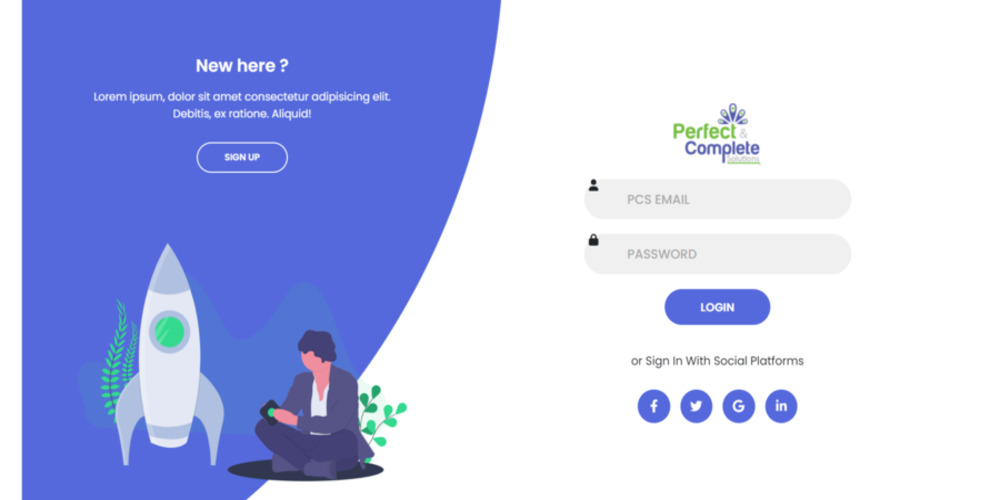 New here ?
Lorem ipsum, dolor sit amet consectetur adipisicing elit.
Debitis, ex ratione. Aliquid!
SIGN UP
Perfect &
Complete
Solutions
PCS EMAIL
PASSWORD
LOGIN
or Sign In With Social Platforms
f
G
in